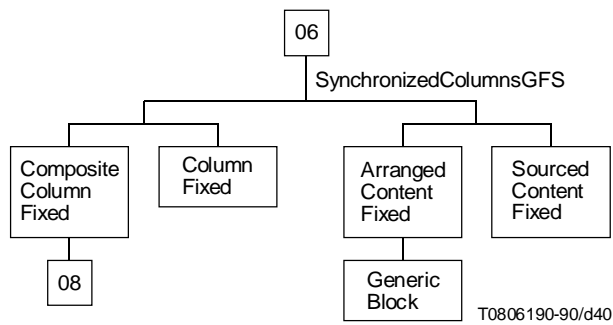 06
SynchronizedColumnsGFS
Composite
Column
Fixed
Column
Fixed
Arranged
Content
Fixed
Sourced
Content
Fixed
08
Generic
Block
T0806190-90/d40